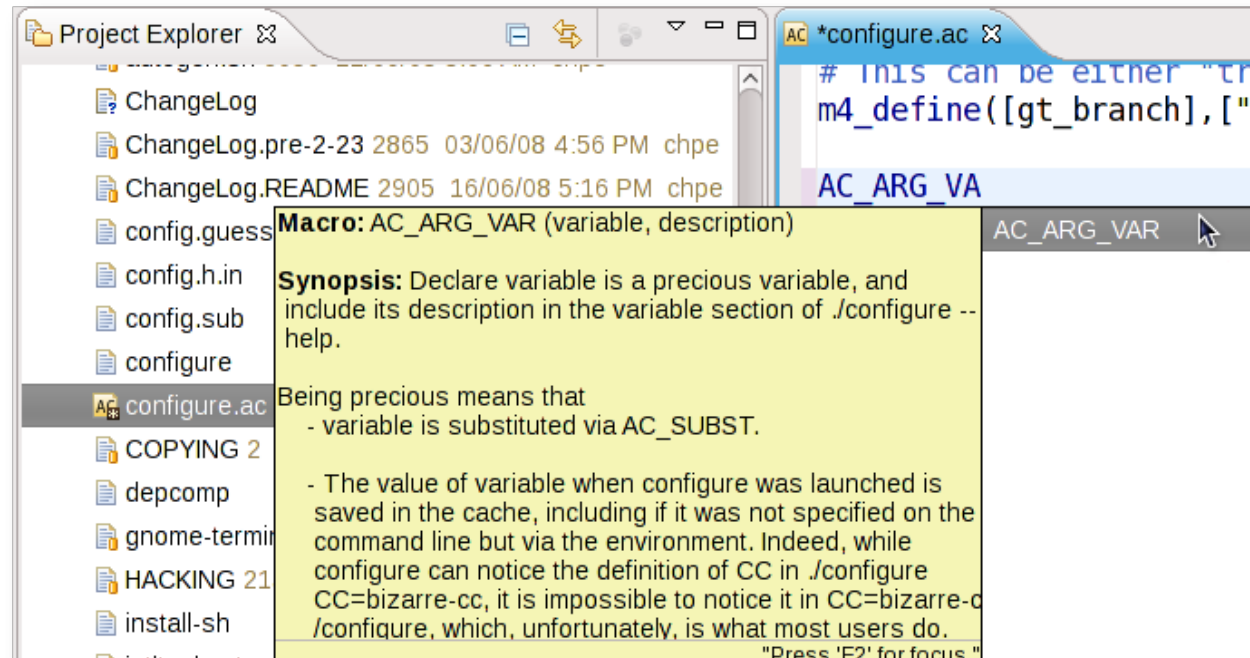 Project Explorer
*configure.ac
# This can be either "tr
ChangeLog
m4_define([gt_branch],["
ChangeLog.pre-2-23 2865 03/06/08 4:56 PM chpe
ChangeLog.README 2905 16/06/08 5:16 PM chpe
AC_ARG_VA
config.guess
AC_ARG_VAR
config.h.in
config.sub
configure
AC configure.ac
COPYING 2
depcomp
gnome-termin
HACKING 21
install-sh
Macro: AC_ARG_VAR (variable, description)
Synopsis: Declare variable is a precious variable, and
include its description in the variable section of ./configure --
help.
Being precious means that
- variable is substituted via AC_SUBST.
- The value of variable when configure was launched is
saved in the cache, including if it was not specified on the
command line but via the environment. Indeed, while
configure can notice the definition of CC in ./configure
CC=bizarre-cc, it is impossible to notice it in CC=bizarre-c
/configure, which, unfortunately, is what most users do.
"Press 'F2' for focus."